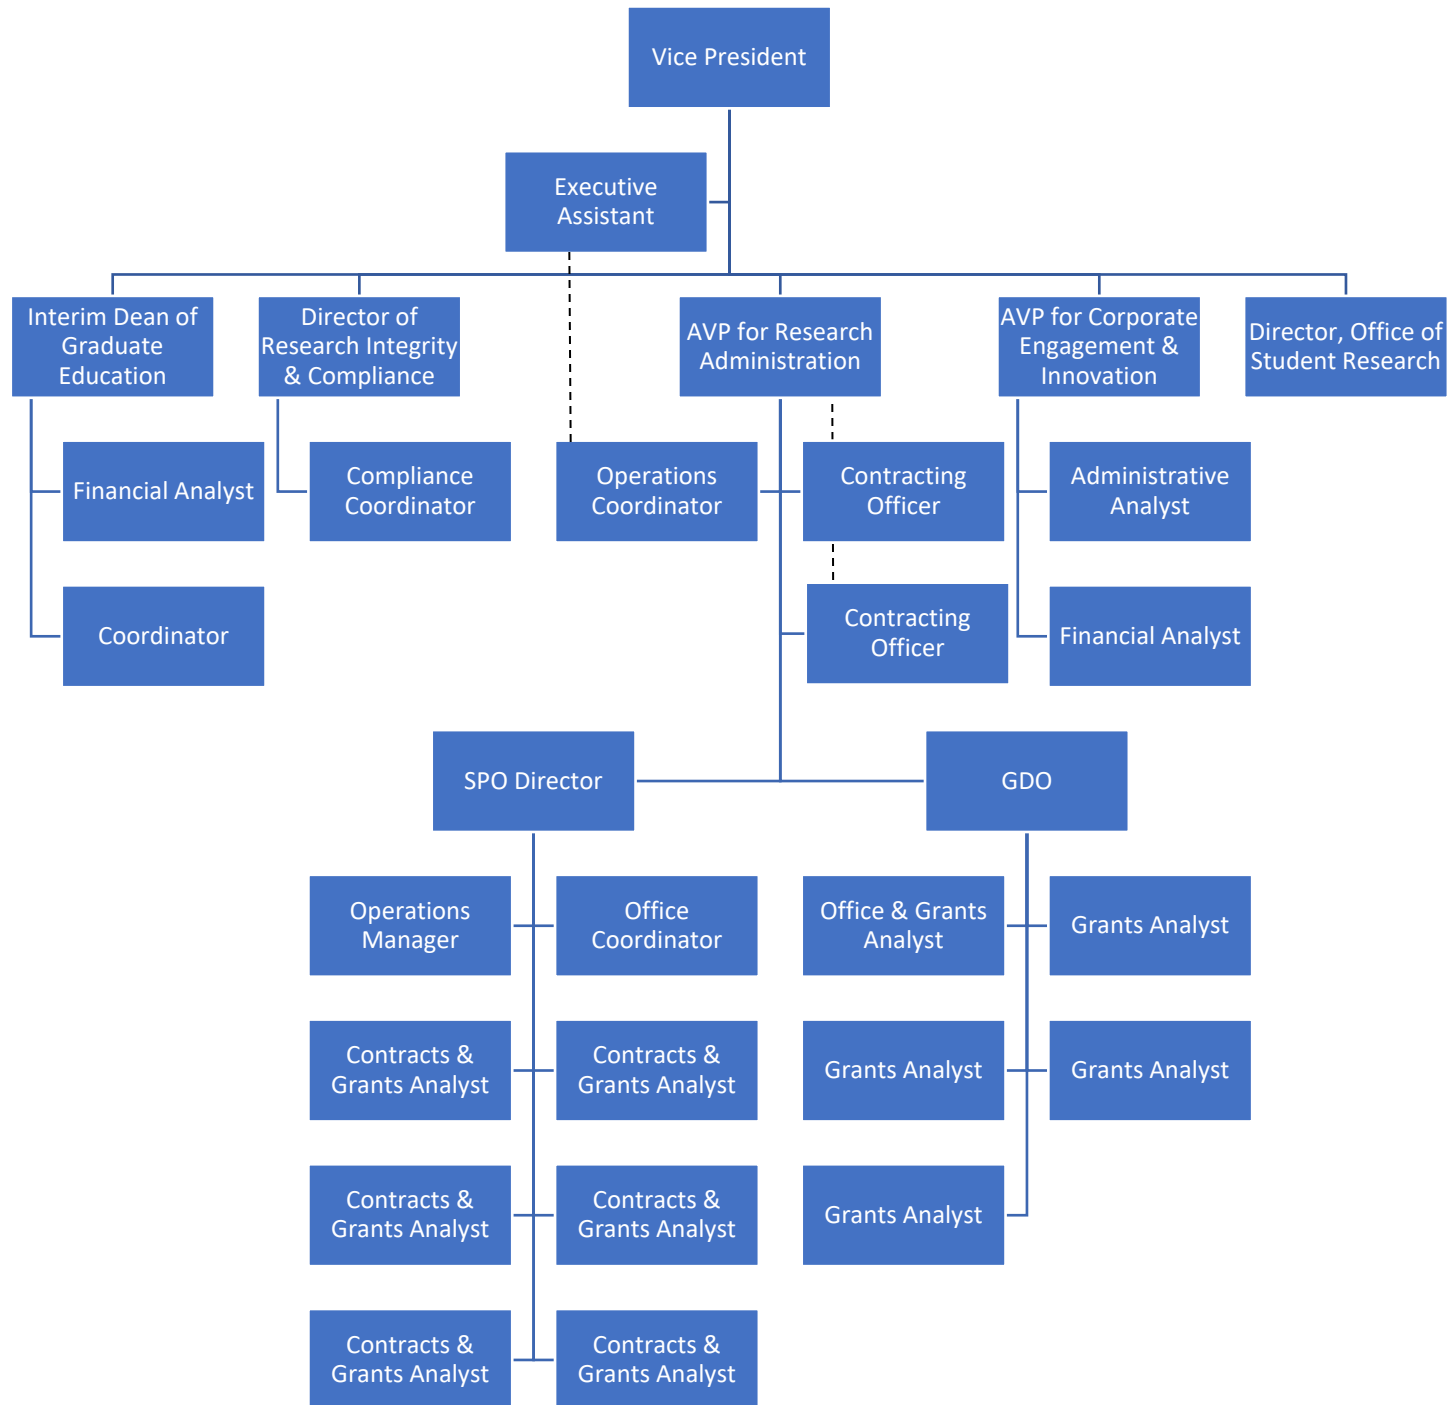 Vice President
Executive
Assistant
Interim Dean of
Graduate
Education
Director of
Research Integrity
& Compliance
AVP for Research
Administration
AVP for Corporate
Engagement &
Innovation
Director, Office of
Student Research
Financial Analyst
Compliance
Coordinator
Operations
Coordinator
Contracting
Officer
Administrative
Analyst
Coordinator
Contracting
Officer
Financial Analyst
SPO Director
GDO
Operations
Manager
Office
Coordinator
Office & Grants
Analyst
Grants Analyst
Contracts &
Grants Analyst
Contracts &
Grants Analyst
Grants Analyst
Grants Analyst
Contracts &
Grants Analyst
Contracts &
Grants Analyst
Grants Analyst
Contracts &
Grants Analyst
Contracts &
Grants Analyst